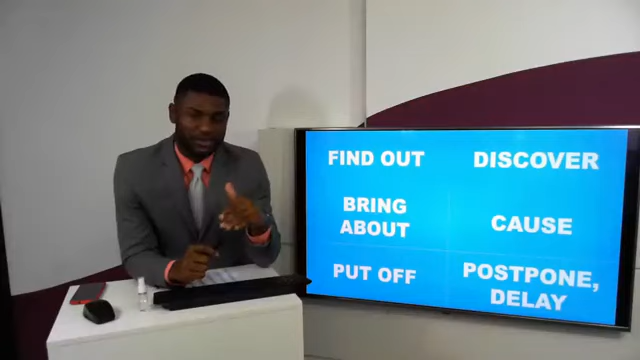 FIND OUT DISCOVER
BRING
ABOUT CAUSE
PUT OFF POSTPONE,
DELAY